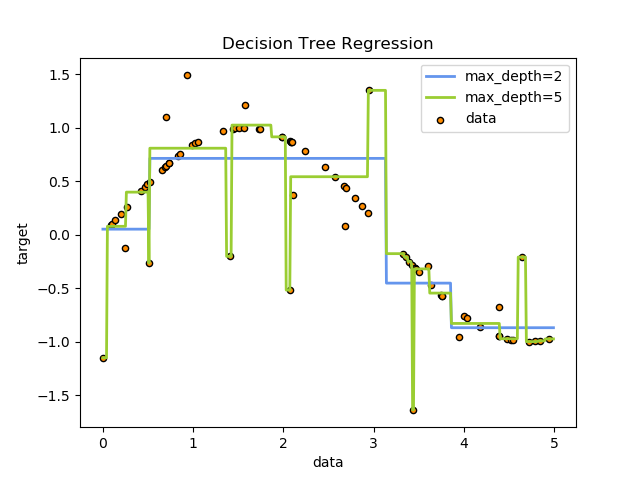 Decision Tree Regression
max_depth=2
max_depth=5
data
1.5
1.0
0.5
0.0
−0.5
−1.0
−1.5
target
0 1 2 3 4 5
data